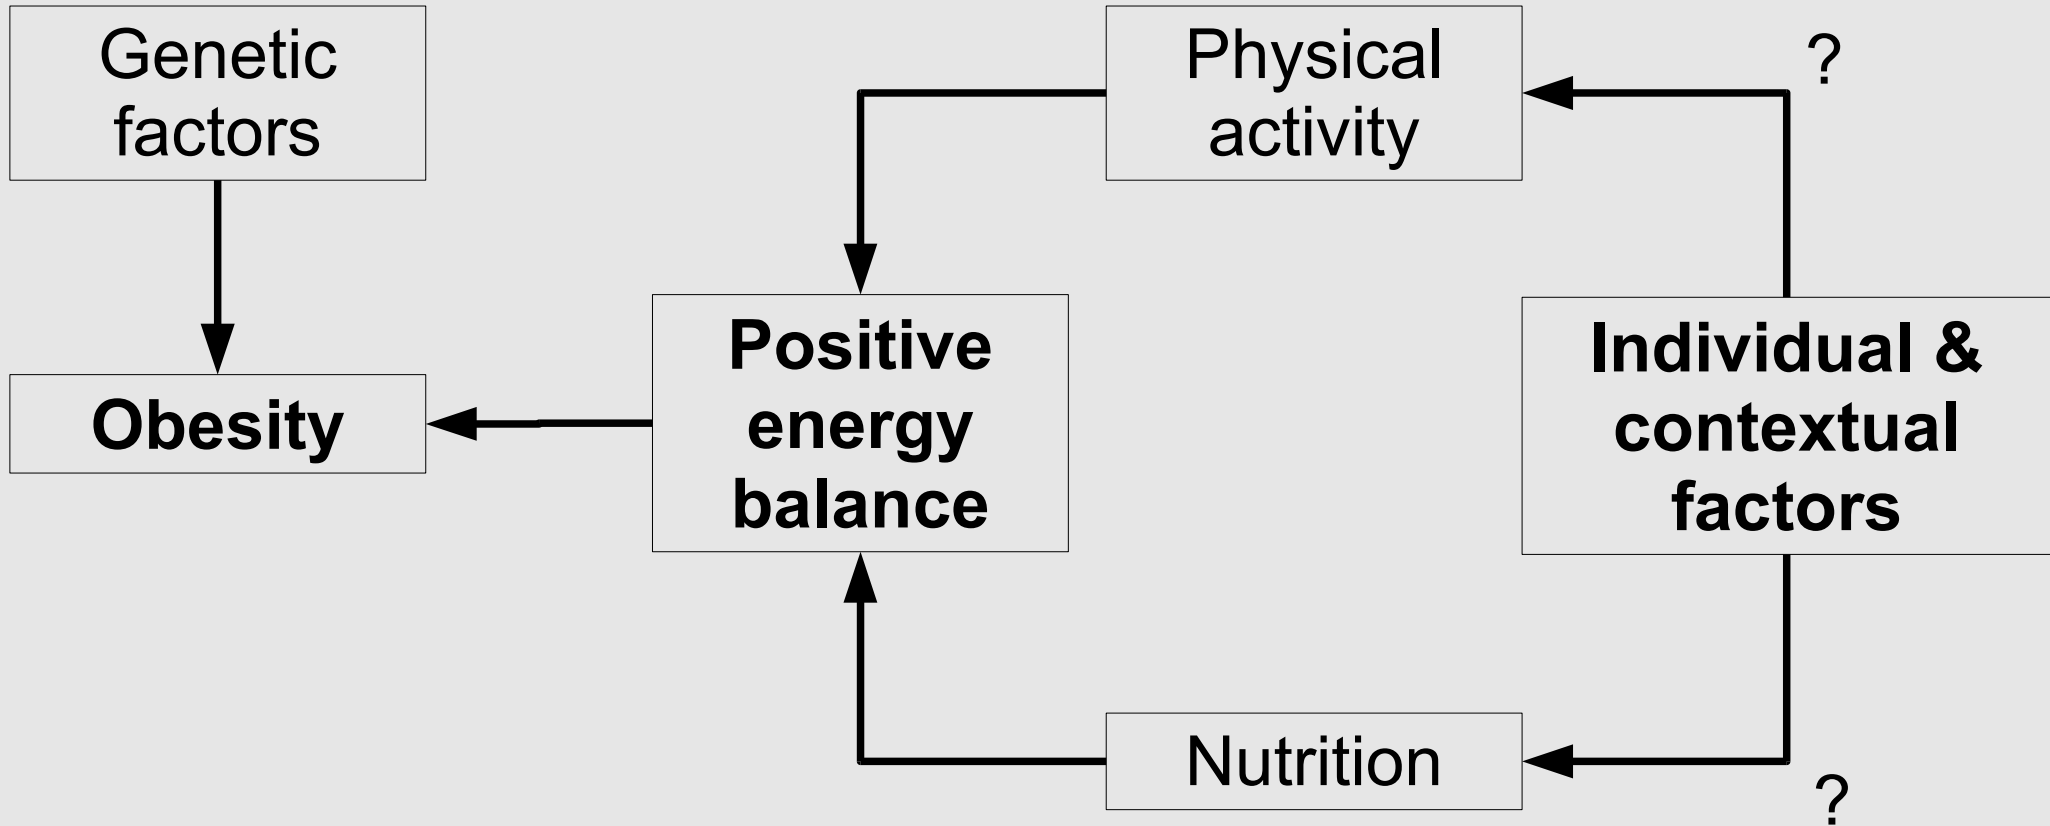 Genetic
factors
Physical
activity
?
Obesity
Positive
energy
balance
Individual &
contextual
factors
Nutrition
?